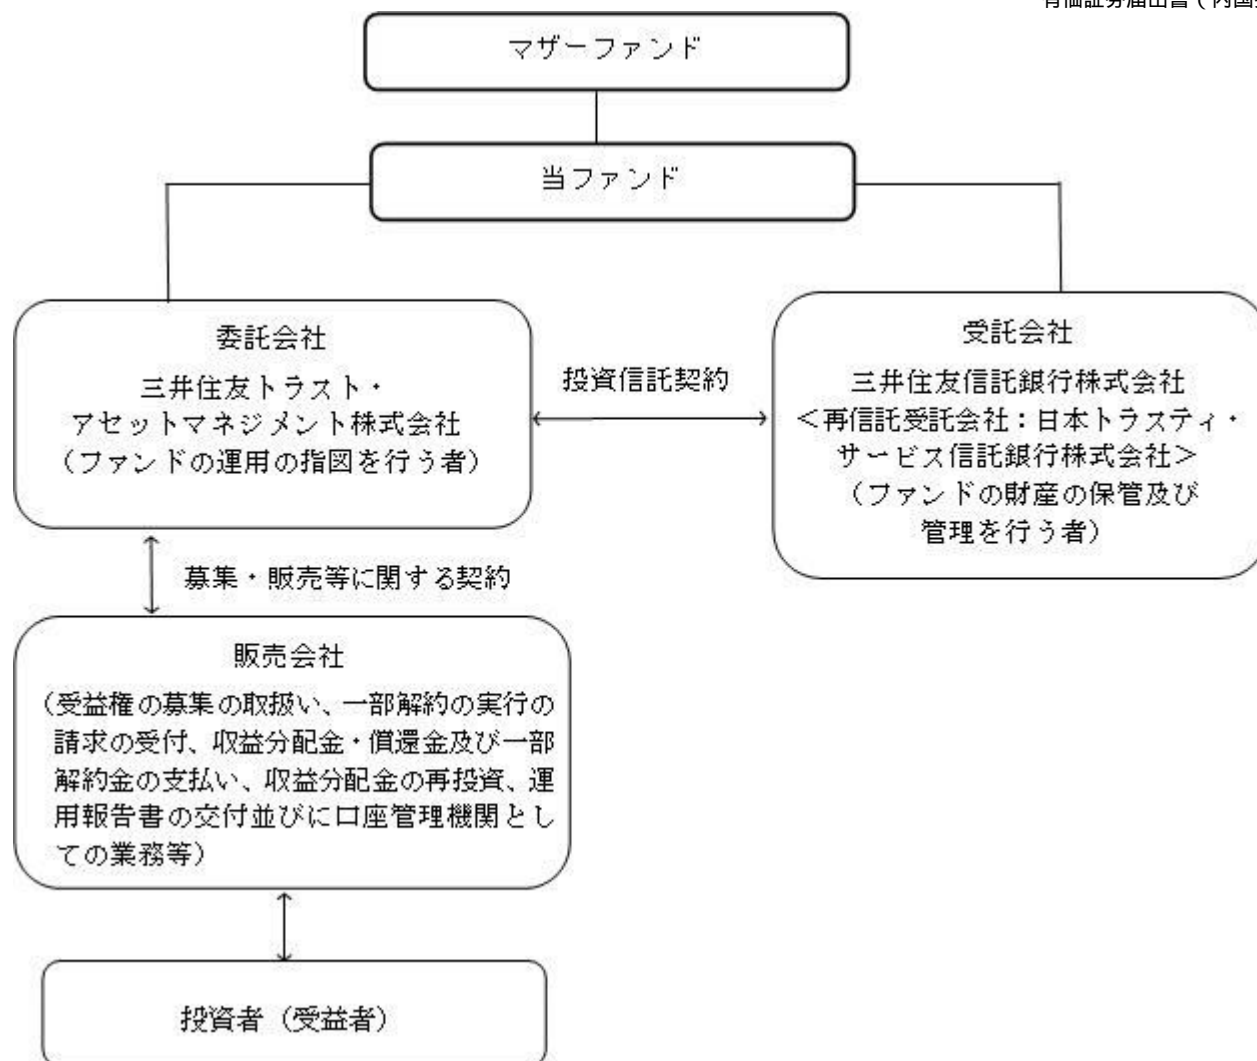 有価証券届出書（内国
マザーファンド
当ファンド
委託会社
三井住友トラスト・
アセットマネジメント株式会社
（ファンドの運用の指図を行う者）
投資信託契約
受託会社
三井住友信託銀行株式会社
＜再信託受託会社：日本トラスティ・
サービス信託銀行株式会社＞
（ファンドの財産の保管及び
管理を行う者）
募集・販売等に関する契約
販売会社
（受益権の募集の取扱い、一部解約の実行の
請求の受付、収益分配金・償還金及び一部
解約金の支払い、収益分配金の再投資、運
用報告書の交付並びに口座管理機関とし
ての業務等）
投資者（受益者）